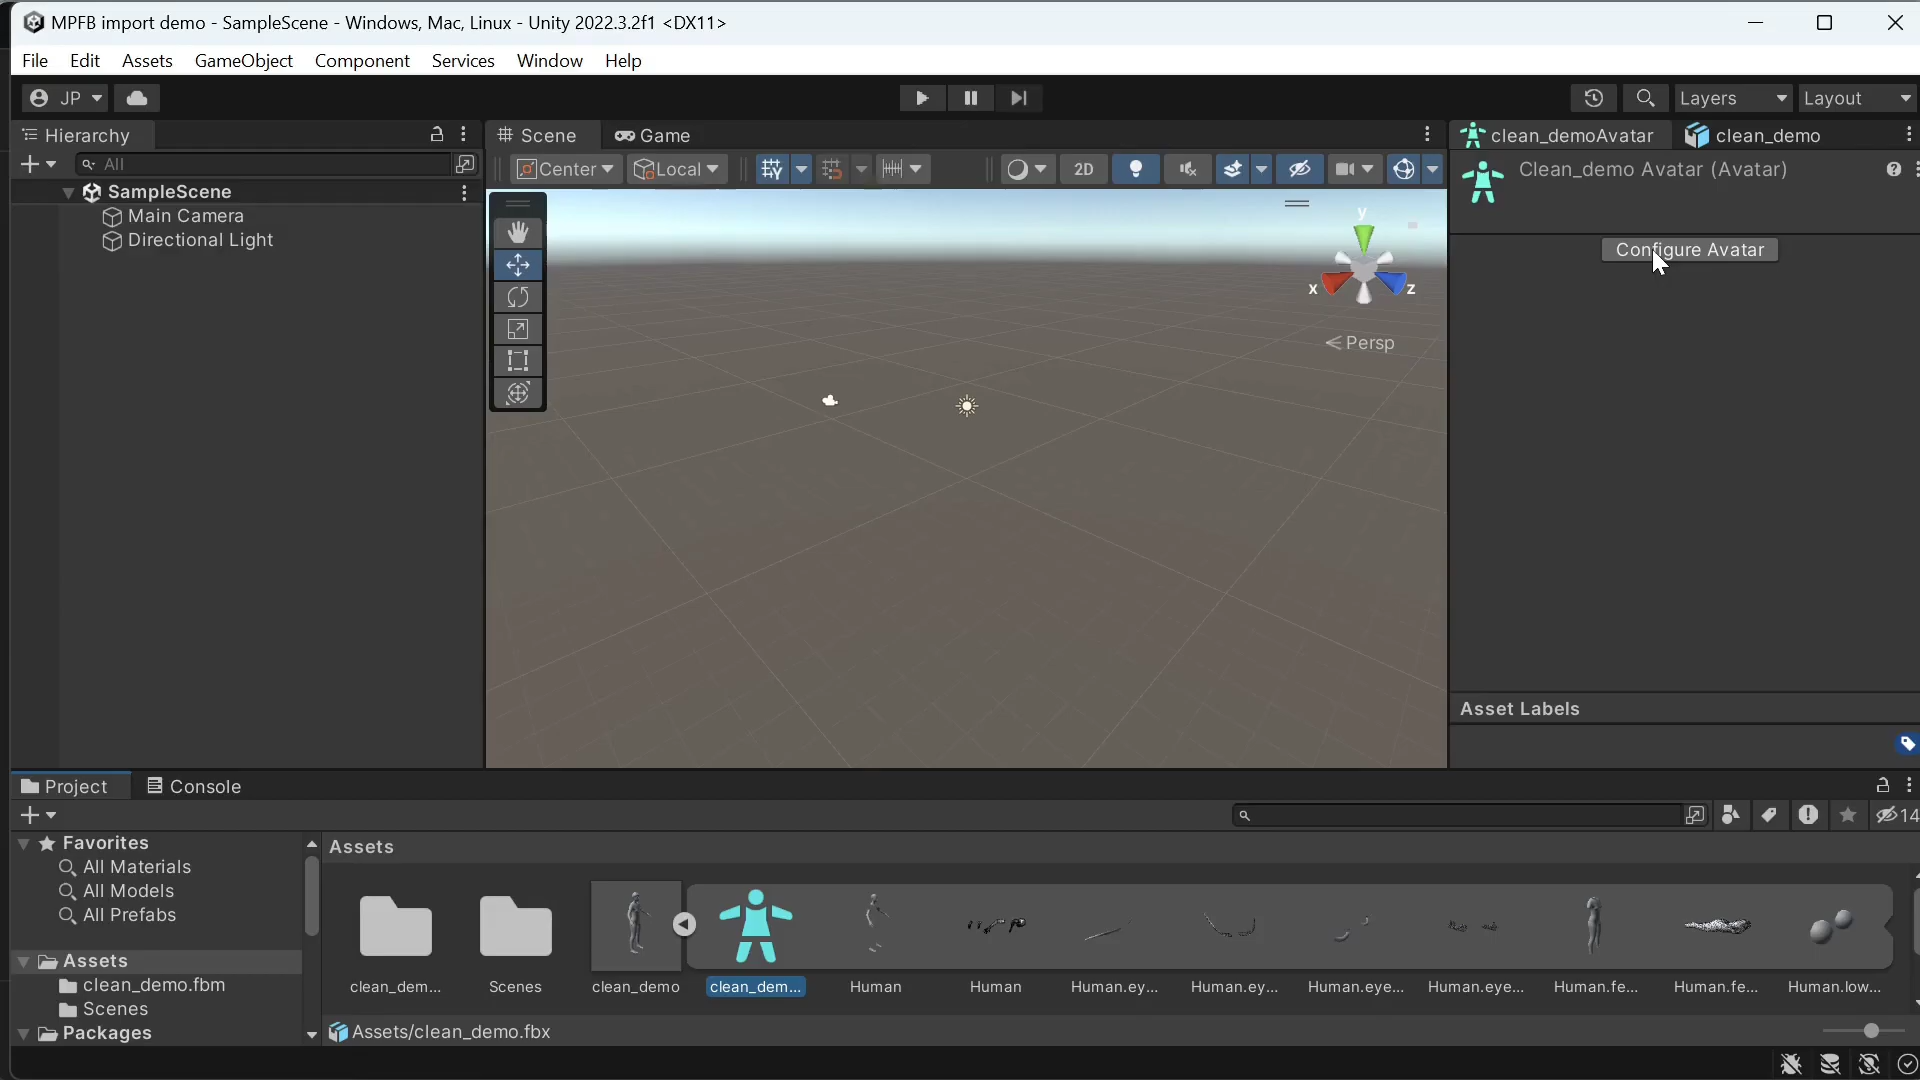 MPFB import demo - SampleScene - Windows, Mac, Linux - Unity 2022.3.2f1 <DX11>
File Edit Assets GameObject Component Services Window Help
JP Layers Layout
Hierarchy Scene Game clean_demoAvatar clean_demo
All Center Local 2D Clean_demo Avatar (Avatar)
SampleScene
Main Camera
Directional Light
y
x z
Persp
Configure Avatar
Asset Labels
Project Console
14
Favorites
All Materials
All Models
All Prefabs
Assets
clean_demo.fbm
Scenes
Packages
Assets
clean_dem... Scenes clean_demo clean_dem... Human Human Human.ey... Human.ey... Human.eye... Human.eye... Human.fe... Human.fe... Human.low...
Assets/clean_demo.fbx